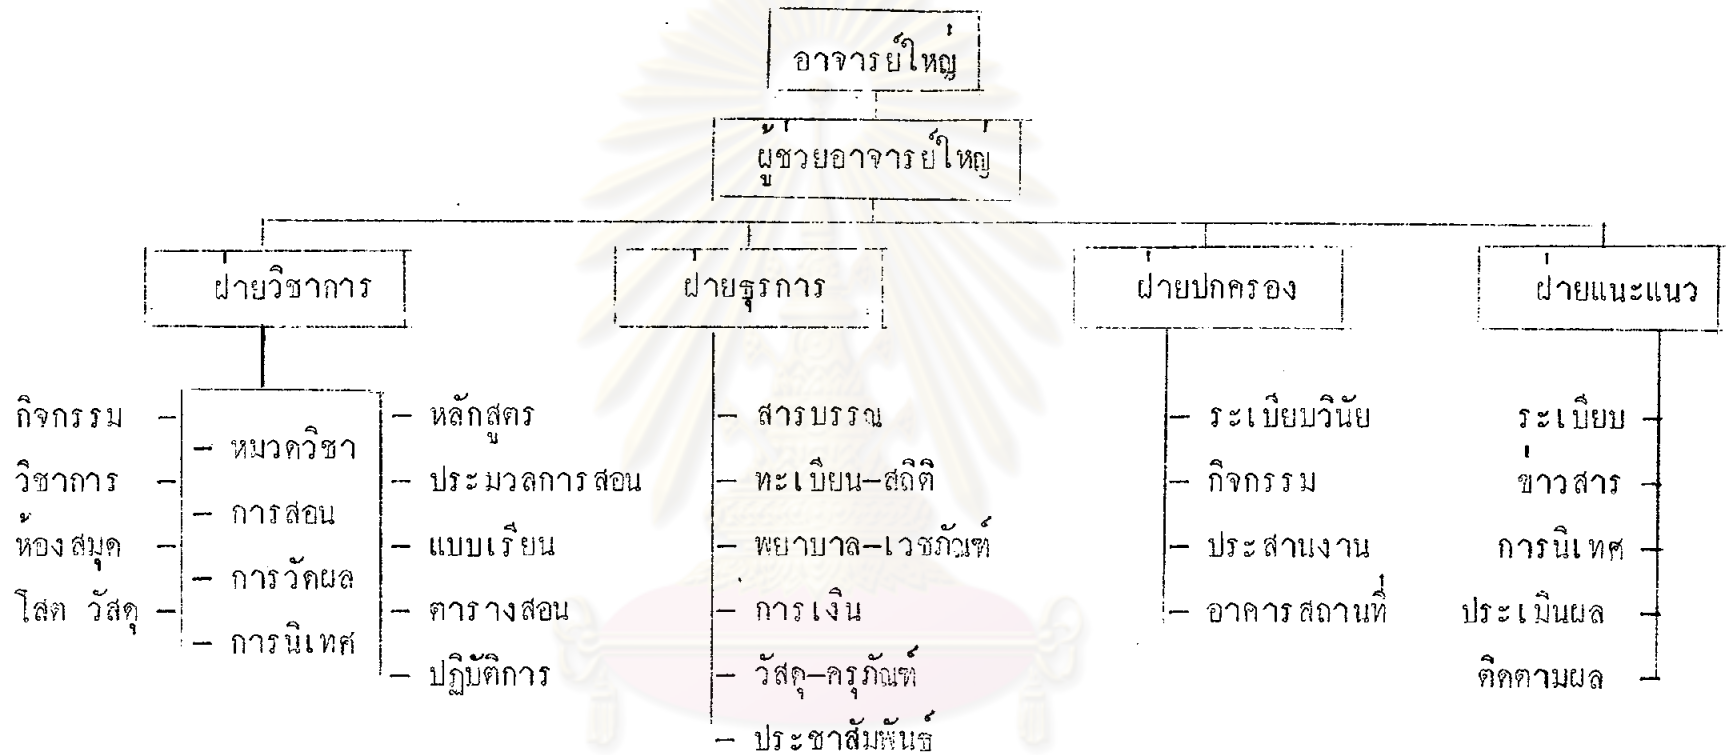 อาจารย์ใหญ่
ผู้ช่วยอาจารย์ใหญ่
ฝ่ายวิชาการ
กิจกรรม
วิชาการ
ห้องสมุด
โสต วัสดุ
หมวดวิชา
การสอน
การวัดผล
การนิเทศ
หลักสูตร
ประมวลการสอน
แบบเรียน
ตารางสอน
ปฏิบัติการ
ฝ่ายธุรการ
สารบรรณ
ทะเบียน-สถิติ
พยาบาล-เวชภัณฑ์
การเงิน
วัสดุ-ครุภัณฑ์
ประชาสัมพันธ์
ฝ่ายปกครอง
ระเบียบวินัย
กิจกรรม
ประสานงาน
อาคารสถานที่
ฝ่ายแนะแนว
ระเบียบ
ข่าวสาร
การนิเทศ
ประเมินผล
ติดตามผล